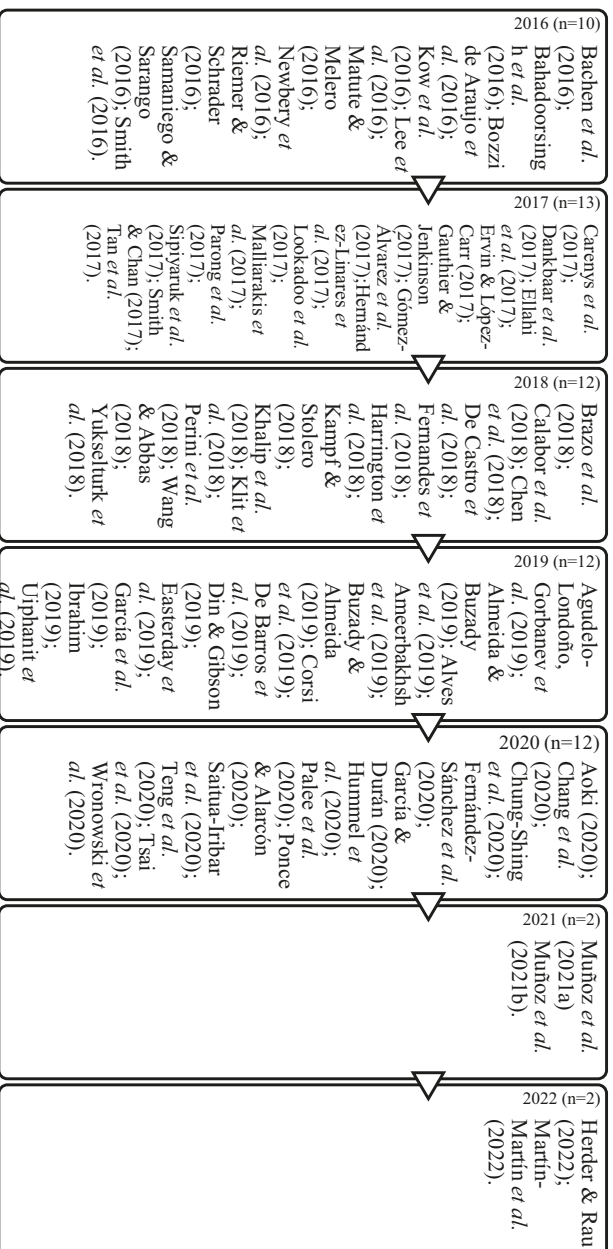 2016 (n=10)
Bachen et al.
(2016);
Bahadoorsing
h et al.
(2016); Bozzi
de Araujo et
al. (2016);
Kow et al.
(2016); Lee et
al. (2016);
Matute &
Melero
(2016);
Newbery et
al. (2016);
Riemer &
Schrader
(2016);
Samaniego &
Sarango
(2016); Smith
et al. (2016).
2017 (n=13)
Carenys et al.
(2017);
Dankbaar et al.
(2017); Ellahi
et al. (2017);
Ervin & López-
Carr (2017);
Gauthier &
Jenkinson
(2017); Gómez-
Álvarez et al.
(2017);Hernánd
ez-Linares et
al. (2017);
Lookadoo et al.
(2017);
Malliarakis et
al. (2017);
Parong et al.
(2017);
Sipiyaruk et al.
(2017); Smith
& Chan (2017);
Tan et al.
(2017).
2018 (n=12)
Brazo et al.
(2018);
Calabor et al.
(2018); Chen
et al. (2018);
De Castro et
al. (2018);
Fernandes et
al. (2018);
Harrington et
al. (2018);
Kampf &
Stolero
(2018);
Khalip et al.
(2018); Klit et
al. (2018);
Perini et al.
(2018); Wang
& Abbas
(2018);
Yukselturk et
al. (2018).
2019 (n=12)
Agudelo-
Londoño,
Gorbanev et
al. (2019);
Almeida &
Buzady
(2019); Alves
et al. (2019);
Ameerbakhsh
et al. (2019);
Buzady &
Almeida
(2019); Corsi
et al. (2019);
De Barros et
al. (2019);
Din & Gibson
(2019);
Easterday et
al. (2019);
García et al.
(2019);
Ibrahim
(2019);
Uiphanit et
al. (2019).
2020 (n=12)
Aoki (2020);
Chang et al.
(2020);
Chung-Shing
et al. (2020);
Fernández-
Sánchez et al.
(2020);
García &
Durán (2020);
Hummel et
al. (2020);
Palee et al.
(2020); Ponce
& Alarcón
(2020);
Saitua-Iribar
et al. (2020);
Teng et al.
(2020); Tsai
et al. (2020);
Wronowski et
al. (2020).
2021 (n=2)
Muñoz et al.
(2021a)
Muñoz et al.
(2021b).
2022 (n=2)
Herder & Rau
(2022);
Martín-
Martín et al.
(2022).